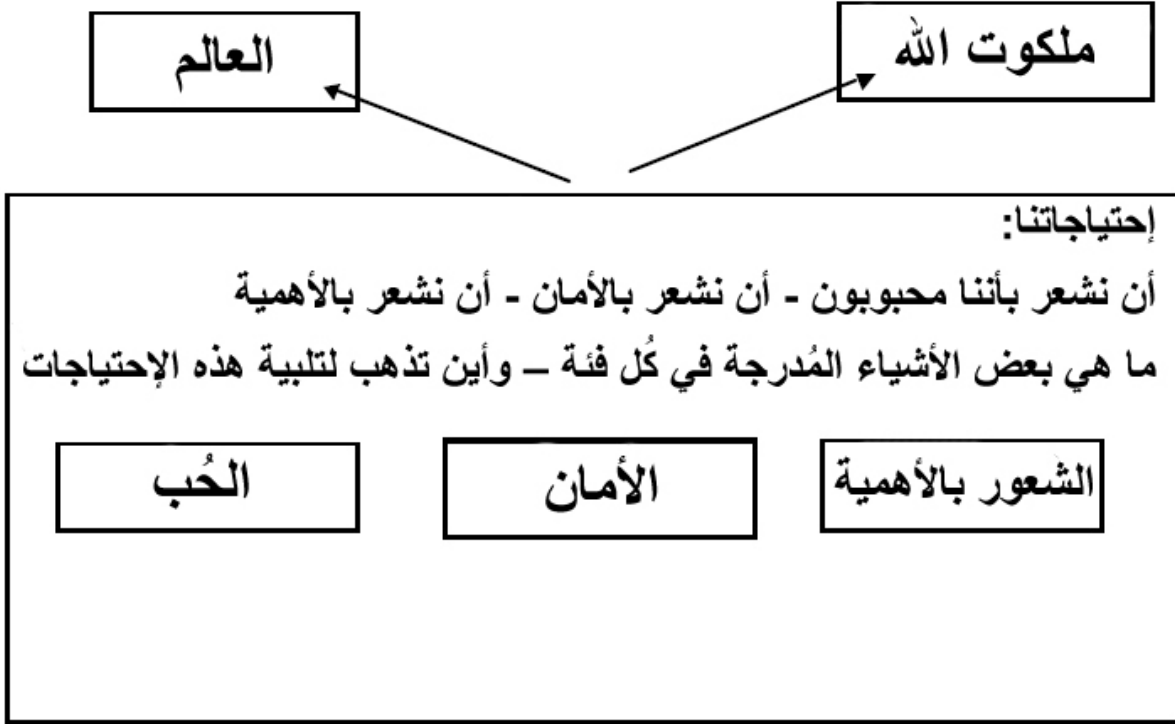 ملكوت الله
العالم
إحتياجاتنا:
أن نشعر بأننا محبوبون - أن نشعر بالأمان - أن نشعر بالأهمية
ما هي بعض الأشياء المُدرجة في كُل فئة – وأين تذهب لتلبية هذه الإحتياجات
الشعور بالأهمية
الأمان
الحُب